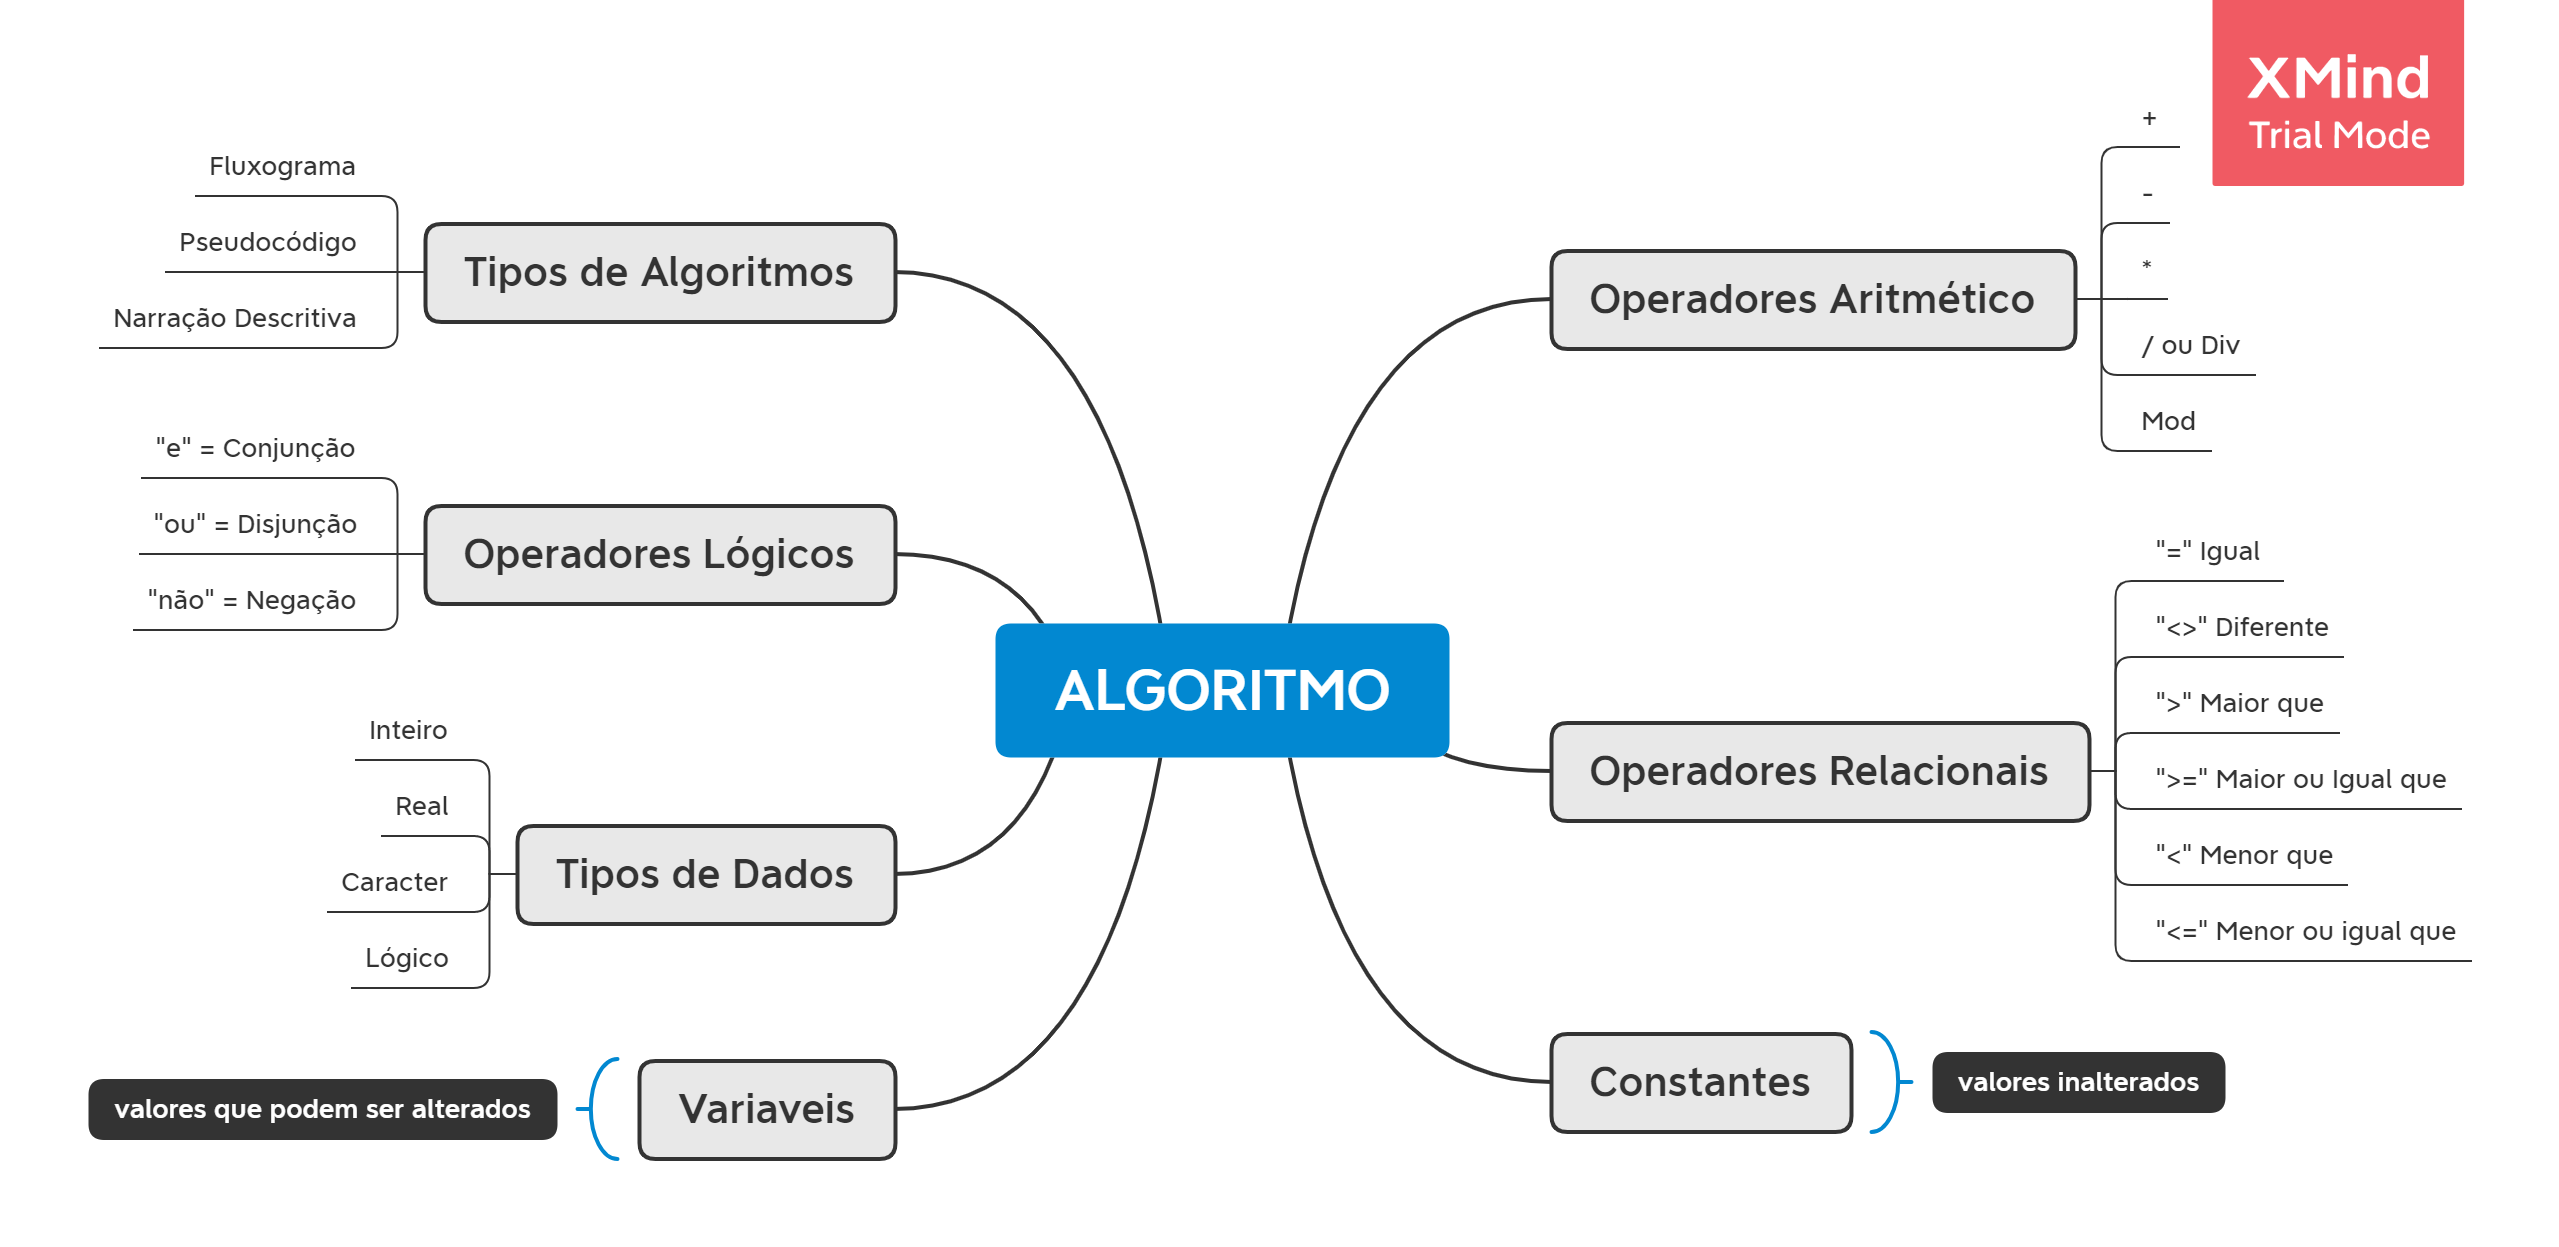 XMind
Trial Mode
ALGORITMO
Operadores Aritmético
+
-
*
/ ou Div
Mod
Operadores Relacionais
"=" Igual
"<>" Diferente
">" Maior que
">=" Maior ou Igual que
"<" Menor que
"<=" Menor ou igual que
Constantes
valores inalterados
Tipos de Algoritmos
Fluxograma
Pseudocódigo
Narração Descritiva
Operadores Lógicos
"e" = Conjunção
"ou" = Disjunção
"não" = Negação
Tipos de Dados
Inteiro
Real
Caracter
Lógico
Variaveis
valores que podem ser alterados